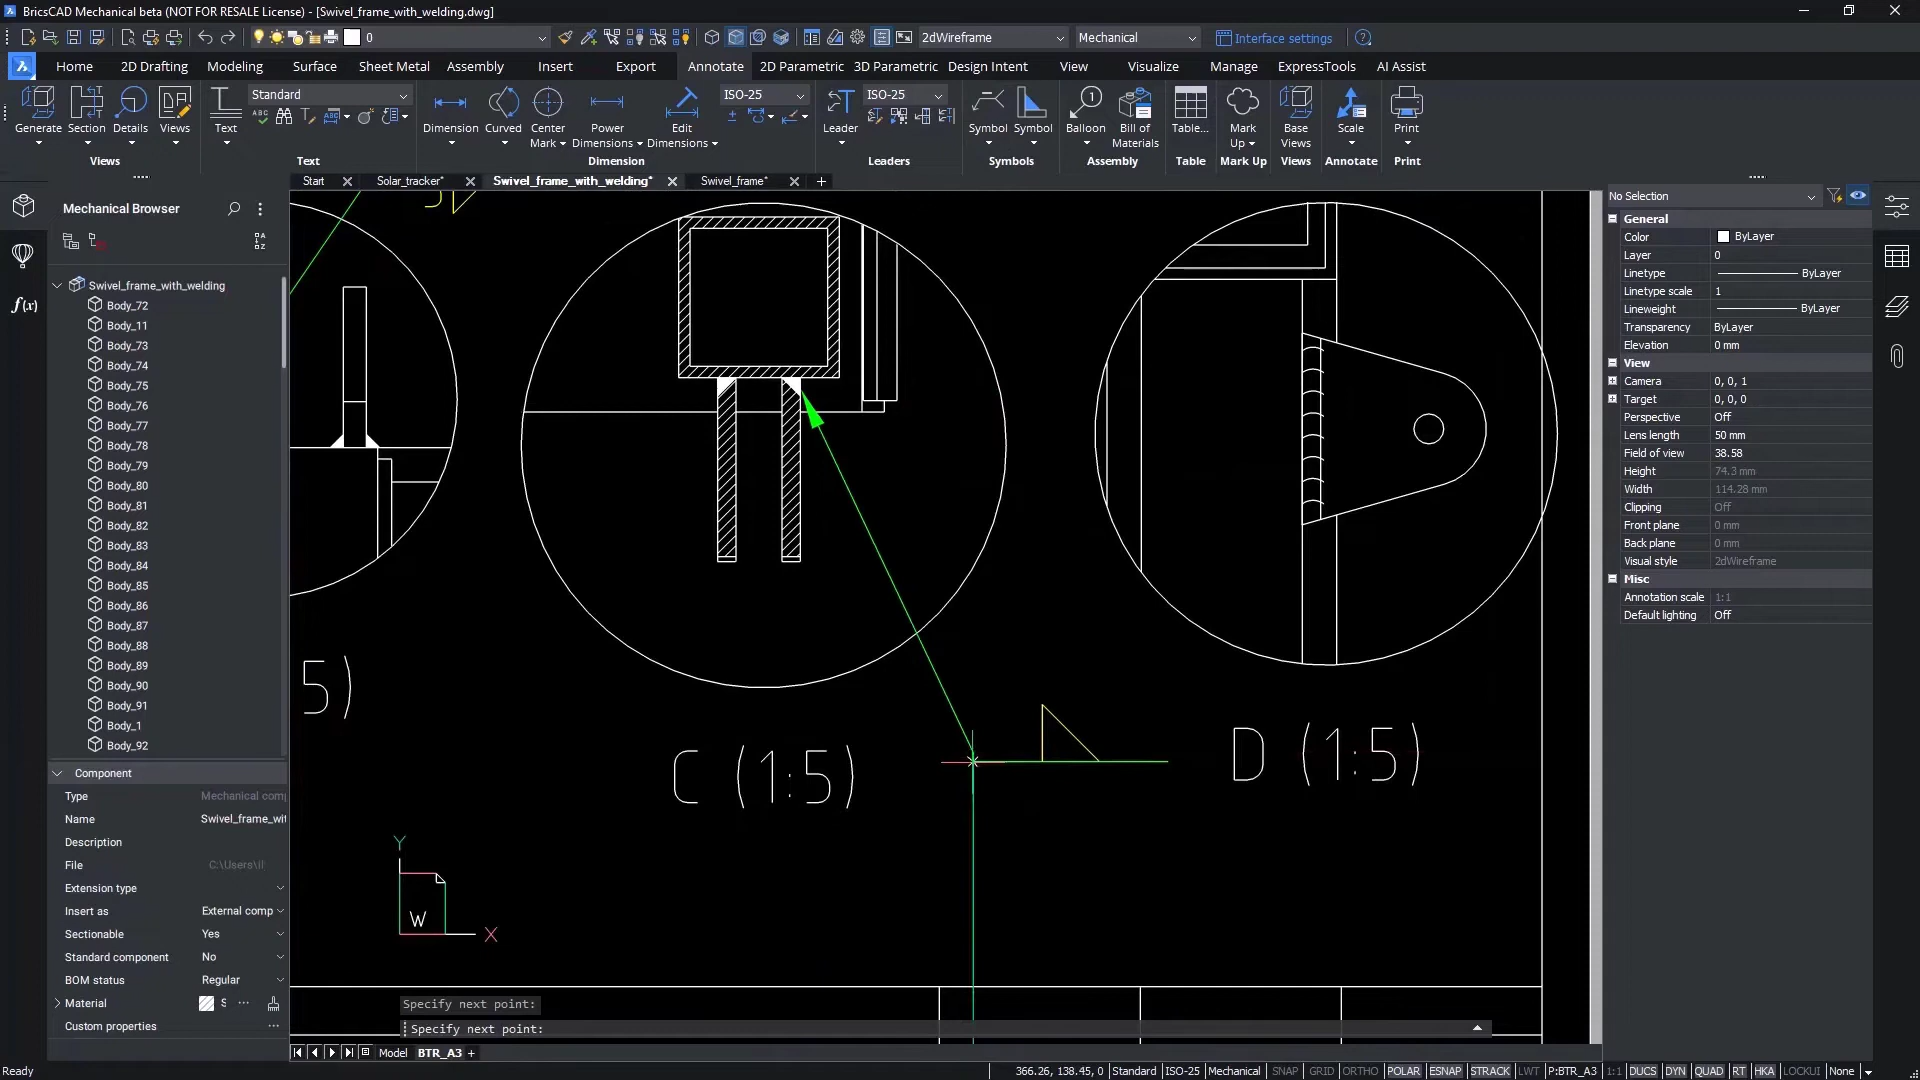 BricsCAD Mechanical beta (NOT FOR RESALE License) - [Swivel_frame_with_welding.dwg]
0
2dWireframe
Mechanical
Interface settings
Home
2D Drafting
Modeling
Surface
Sheet Metal
Assembly
Insert
Export
Annotate
2D Parametric
3D Parametric
Design Intent
View
Visualize
Manage
ExpressTools
AI Assist
Generate
Section
Details
Views
Views
Text
Standard
ABC
Text
Dimension
Curved
Center
Mark
Power
Dimensions
Edit
Dimensions
ISO-25
Dimension
Leader
ISO-25
Leaders
Symbol
Symbol
Symbols
Balloon
Bill of
Materials
Assembly
Table...
Table
Mark
Up
Mark Up
Base
Views
Views
Scale
Annotate
Print
Print
Start
Solar_tracker*
Swivel_frame_with_welding*
Swivel_frame*
+
Mechanical Browser
Swivel_frame_with_welding
Body_72
Body_11
Body_73
Body_74
Body_75
Body_76
Body_77
Body_78
Body_79
Body_80
Body_81
Body_82
Body_83
Body_84
Body_85
Body_86
Body_87
Body_88
Body_89
Body_90
Body_91
Body_1
Body_92
Component
Type Mechanical com
Name Swivel_frame_wi
Description
File C:\Users\
Extension type
Insert as External comp
Sectionable Yes
Standard component No
BOM status Regular
Material S ...
Custom properties ...
f(x)
5)
C (1:5)
D (1:5)
Y
W
X
Specify next point:
Specify next point:
Model
BTR_A3
+
No Selection
General
Color ByLayer
Layer 0
Linetype ByLayer
Linetype scale 1
Lineweight ByLayer
Transparency ByLayer
Elevation 0 mm
View
Camera 0, 0, 1
Target 0, 0, 0
Perspective Off
Lens length 50 mm
Field of view 38.58
Height 74.3 mm
Width 114.28 mm
Clipping Off
Front plane 0 mm
Back plane 0 mm
Visual style 2dWireframe
Misc
Annotation scale 1:1
Default lighting Off
Ready
366.26, 138.45, 0
Standard
ISO-25
Mechanical
SNAP
GRID
ORTHO
POLAR
ESNAP
STRACK
LWT
P:BTR_A3
1:1
DUCS
DYN
QUAD
RT
HKA
LOCKUI
None